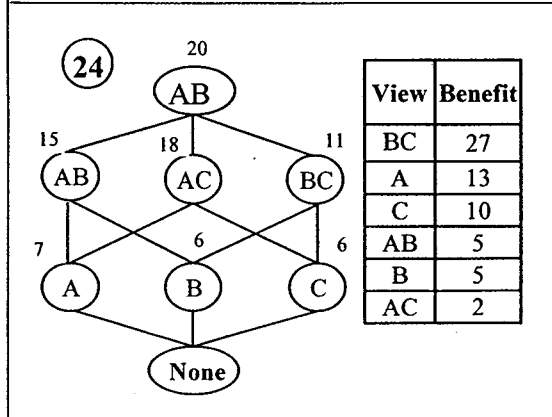 24
20
AB
15
18
11
AB
AC
BC
7
6
6
A
B
C
None
View Benefit
BC 27
A 13
C 10
AB 5
B 5
AC 2